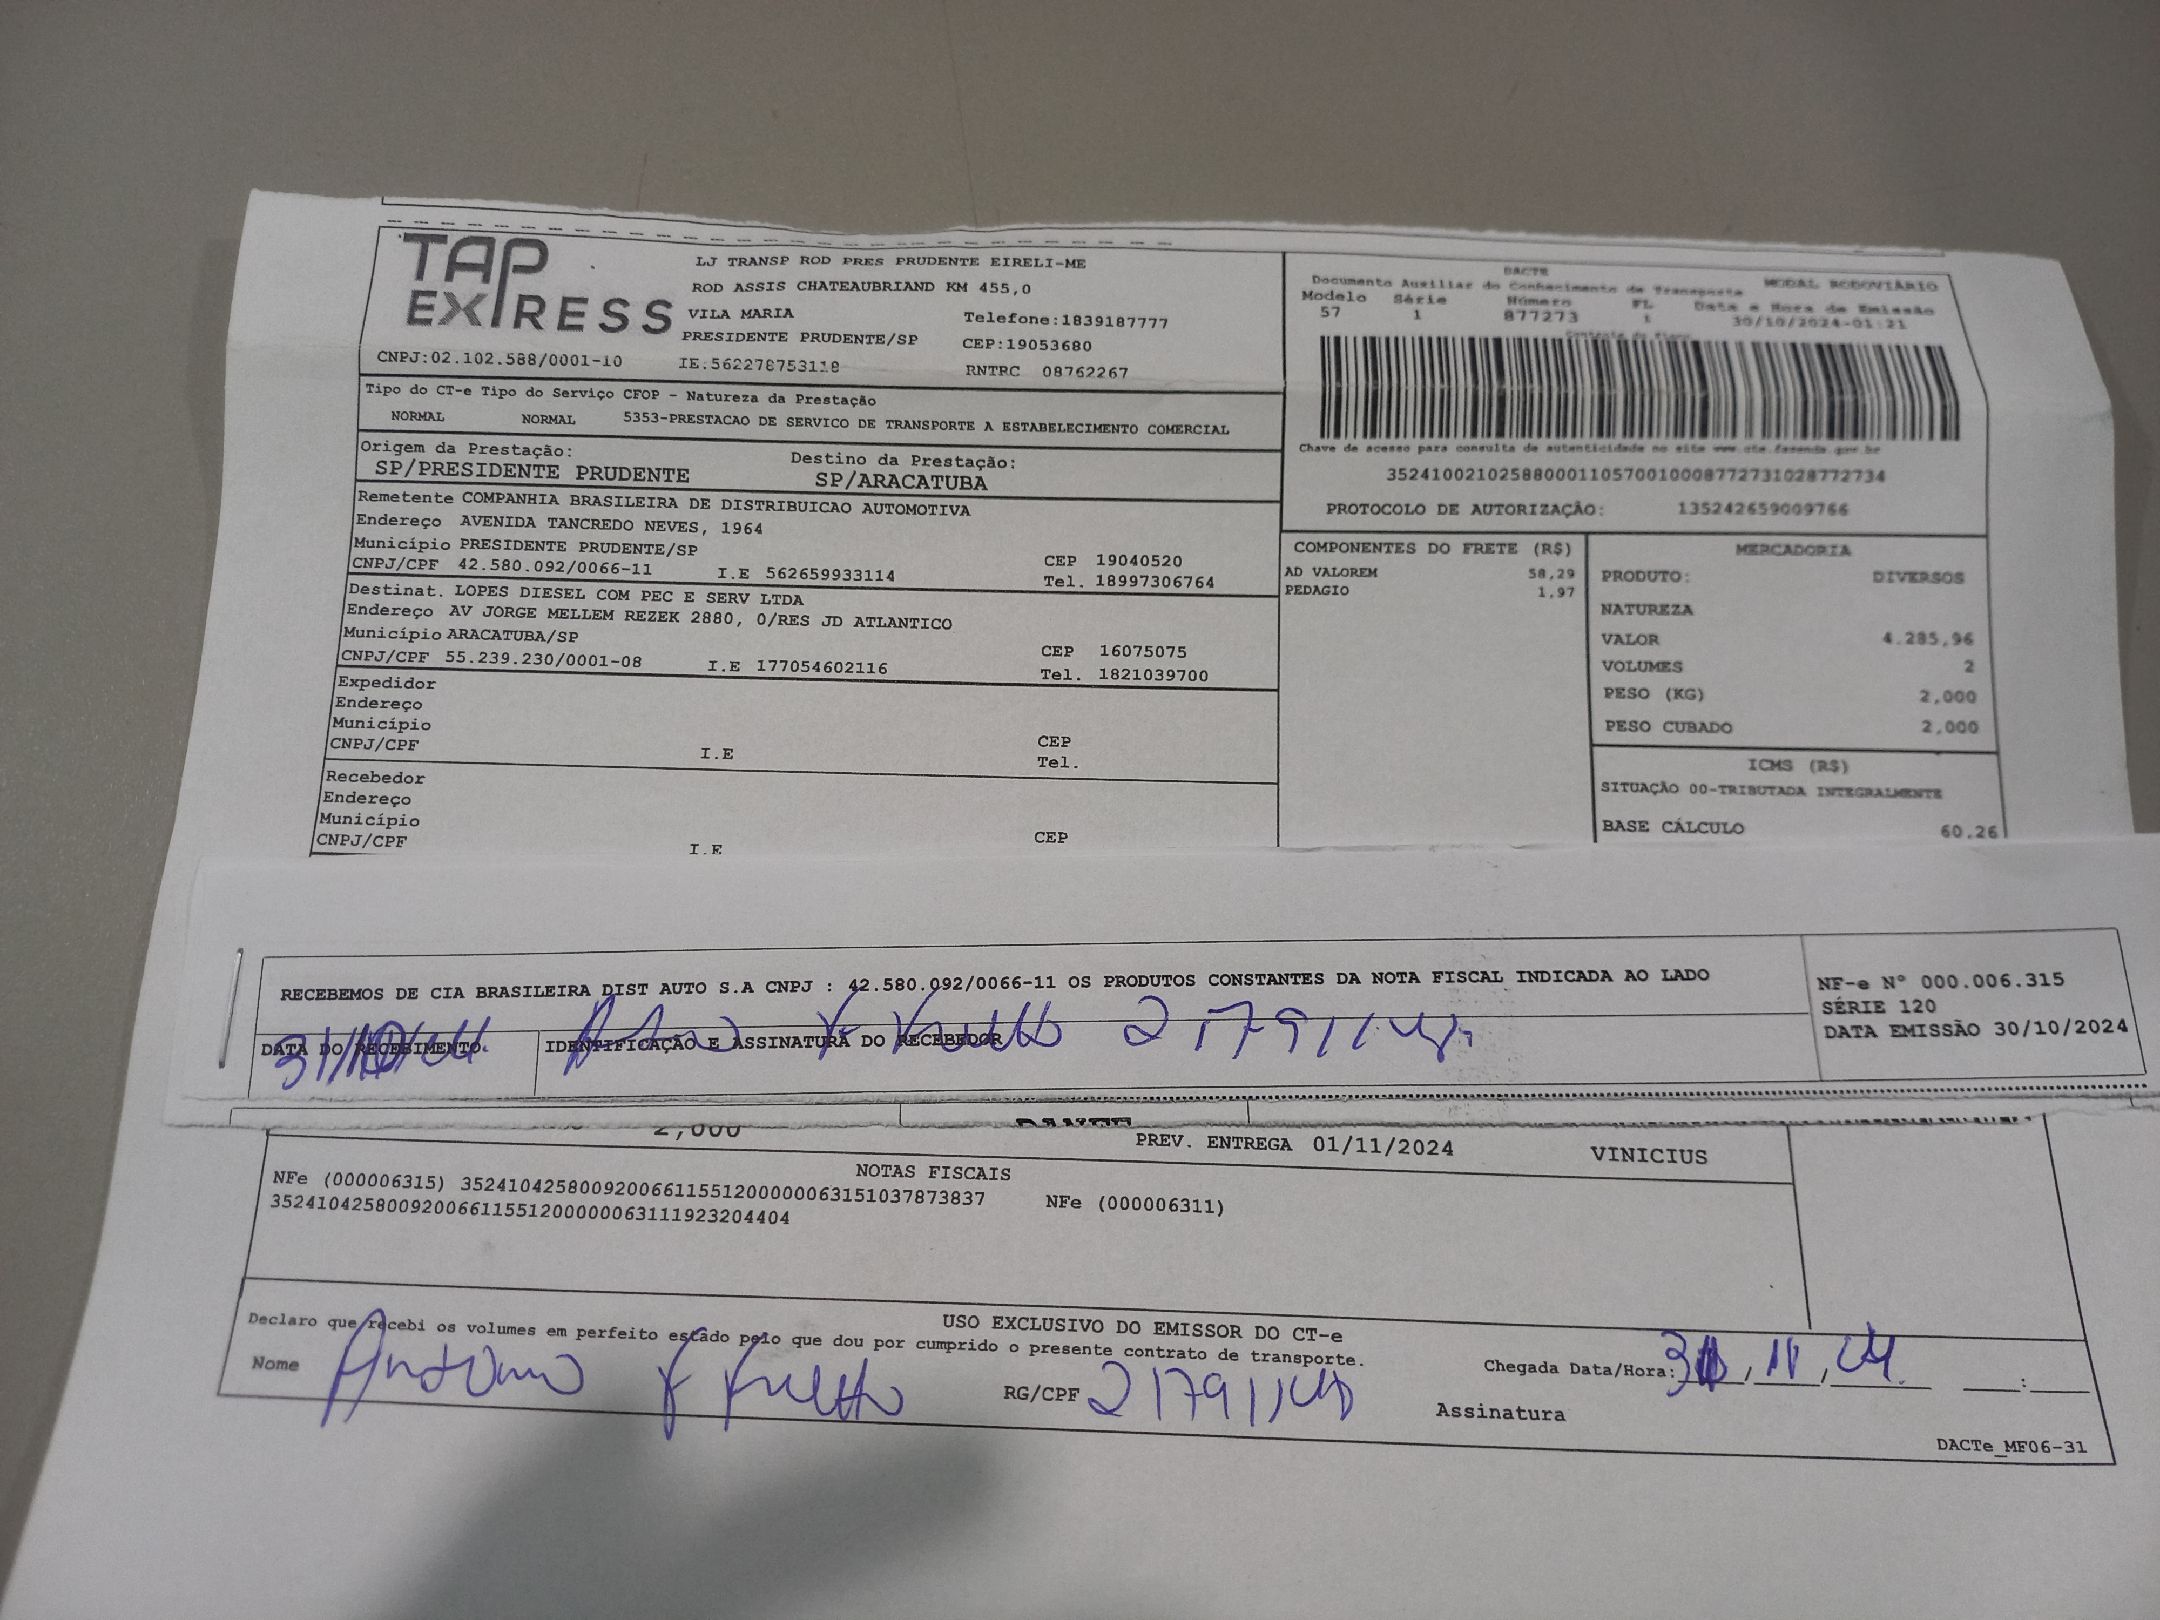 TAP EXPRESS
LJ TRANSP ROD PRES PRUDENTE EIRELI-ME
ROD ASSIS CHATEAUBRIAND KM 455,0
VILA MARIA Telefone:1839187777
PRESIDENTE PRUDENTE/SP CEP:19053680
CNPJ:02.102.588/0001-10 IE:562278753118 RNTRC 08762267
DACTE
Documento Auxiliar do Conhecimento de Transporte MODAL RODOVIÁRIO
Modelo Série Número FL Data e Hora de Emissão
57 1 877273 1 30/10/2024-01:21
Chave de acesso para consulta de autenticidade no site www.cte.fazenda.gov.br
35241002102588000110570010008772731028772734
PROTOCOLO DE AUTORIZAÇÃO: 135242659009766
Tipo do CT-e Tipo do Serviço CFOP - Natureza da Prestação
NORMAL NORMAL 5353-PRESTACAO DE SERVICO DE TRANSPORTE A ESTABELECIMENTO COMERCIAL
Origem da Prestação: Destino da Prestação:
SP/PRESIDENTE PRUDENTE SP/ARACATUBA
Remetente COMPANHIA BRASILEIRA DE DISTRIBUICAO AUTOMOTIVA
Endereço AVENIDA TANCREDO NEVES, 1964
Município PRESIDENTE PRUDENTE/SP CEP 19040520
CNPJ/CPF 42.580.092/0066-11 I.E 562659933114 Tel. 18997306764
Destinat. LOPES DIESEL COM PEC E SERV LTDA
Endereço AV JORGE MELLEM REZEK 2880, 0/RES JD ATLANTICO
Município ARACATUBA/SP CEP 16075075
CNPJ/CPF 55.239.230/0001-08 I.E 177054602116 Tel. 1821039700
Expedidor
Endereço
Município CEP
CNPJ/CPF I.E Tel.
Recebedor
Endereço
Município CEP
CNPJ/CPF I.E
COMPONENTES DO FRETE (R$)
AD VALOREM 58,29
PEDAGIO 1,97
MERCADORIA
PRODUTO: DIVERSOS
NATUREZA
VALOR 4.285,96
VOLUMES 2
PESO (KG) 2,000
PESO CUBADO 2,000
ICMS (R$)
SITUAÇÃO 00-TRIBUTADA INTEGRALMENTE
BASE CÁLCULO 60,26
RECEBEMOS DE CIA BRASILEIRA DIST AUTO S.A CNPJ : 42.580.092/0066-11 OS PRODUTOS CONSTANTES DA NOTA FISCAL INDICADA AO LADO
DATA DO RECEBIMENTO IDENTIFICAÇÃO E ASSINATURA DO RECEBEDOR
NF-e Nº 000.006.315
SÉRIE 120
DATA EMISSÃO 30/10/2024
2,000 PREV. ENTREGA 01/11/2024 VINICIUS
NOTAS FISCAIS
NFe (000006315) 35241042580092006611551200000063151037873837 NFe (000006311)
35241042580092006611551200000063111923204404
USO EXCLUSIVO DO EMISSOR DO CT-e
Declaro que recebi os volumes em perfeito estado pelo que dou por cumprido o presente contrato de transporte.
Nome Antonio RG/CPF Chegada Data/Hora:
Assinatura
DACTe_MF06-31